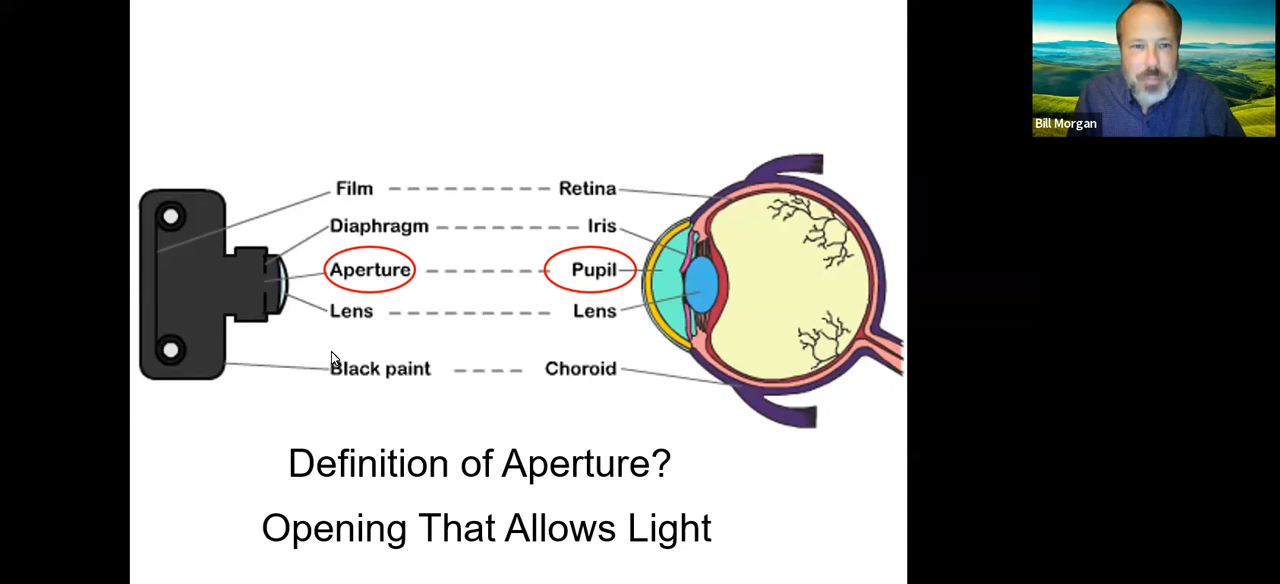 Bill Morgan
Film Retina
Diaphragm Iris
Aperture Pupil
Lens Lens
Black paint Choroid
Definition of Aperture?
Opening That Allows Light